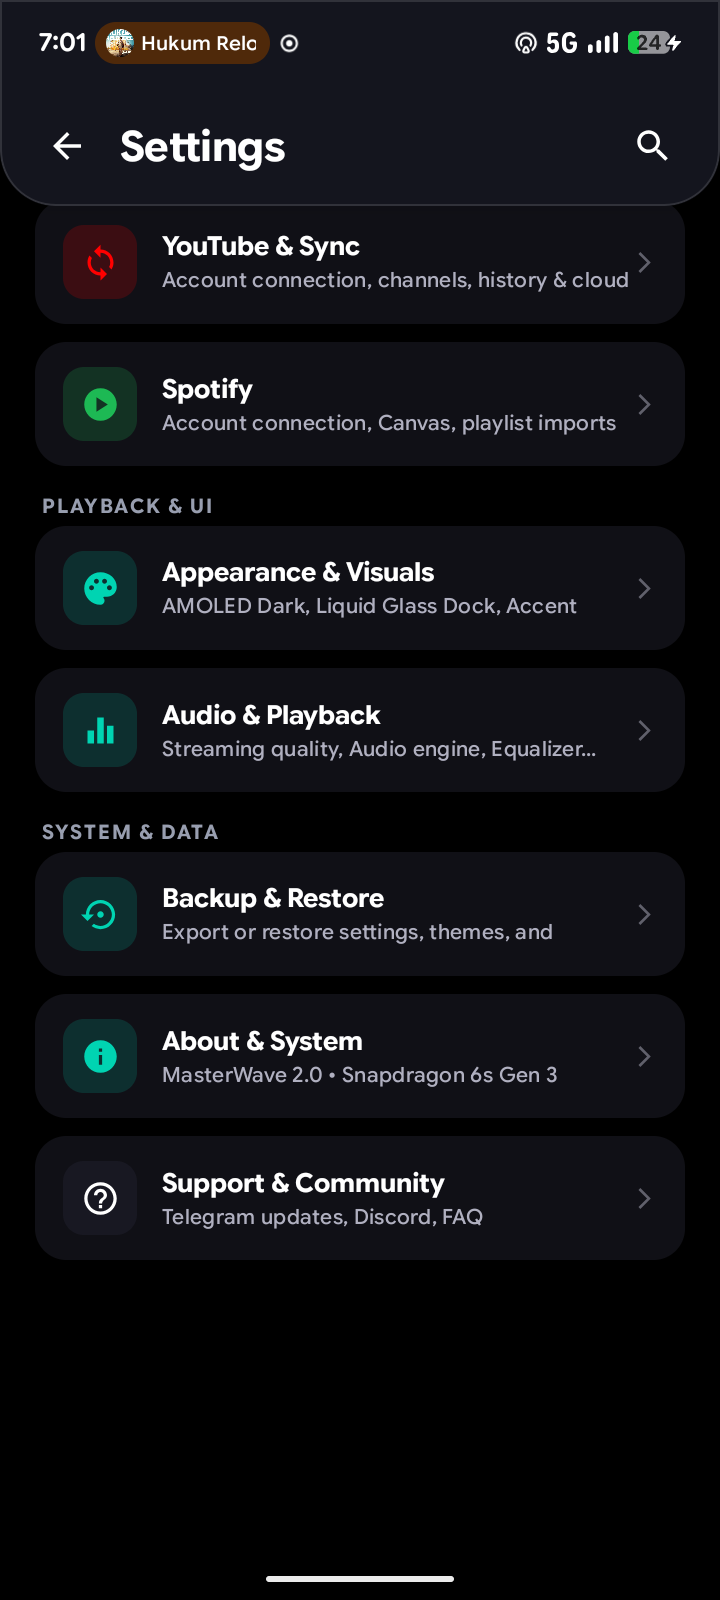 7:01 Hukum Relo 5G 24
Settings
YouTube & Sync
Account connection, channels, history & cloud
Spotify
Account connection, Canvas, playlist imports
PLAYBACK & UI
Appearance & Visuals
AMOLED Dark, Liquid Glass Dock, Accent
Audio & Playback
Streaming quality, Audio engine, Equalizer...
SYSTEM & DATA
Backup & Restore
Export or restore settings, themes, and
About & System
MasterWave 2.0 • Snapdragon 6s Gen 3
Support & Community
Telegram updates, Discord, FAQ